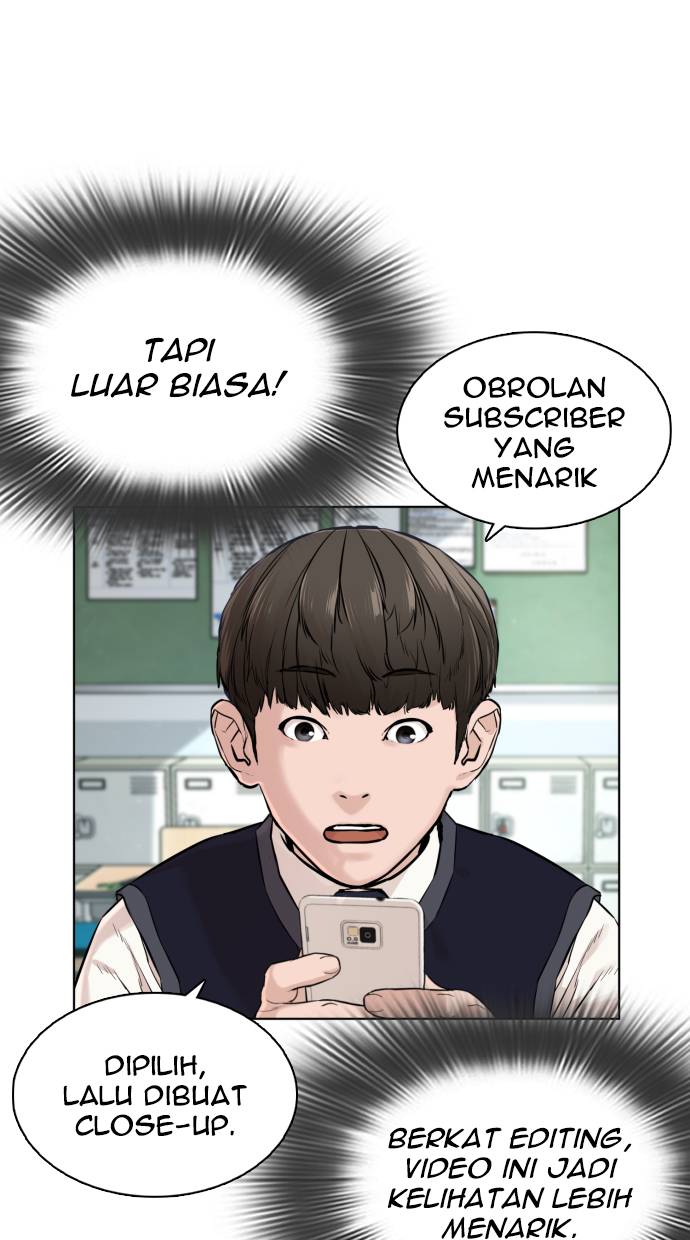 TAPI
LUAR BIASA!
OBROLAN
SUBSCRIBER
YANG
MENARIK
DIPILIH,
LALU DIBUAT
CLOSE-UP.
BERKAT EDITING,
VIDEO INI JADI
KELIHATAN LEBIH
MENARIK.